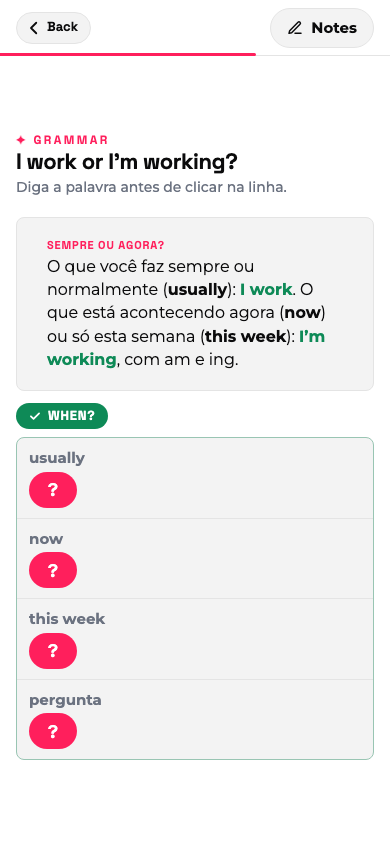 Back
Notes
✦ GRAMMAR
I work or I'm working?
Diga a palavra antes de clicar na linha.
SEMPRE OU AGORA?
O que você faz sempre ou
normalmente (usually): I work. O
que está acontecendo agora (now)
ou só esta semana (this week): I'm
working, com am e ing.
WHEN?
usually
?
now
?
this week
?
pergunta
?